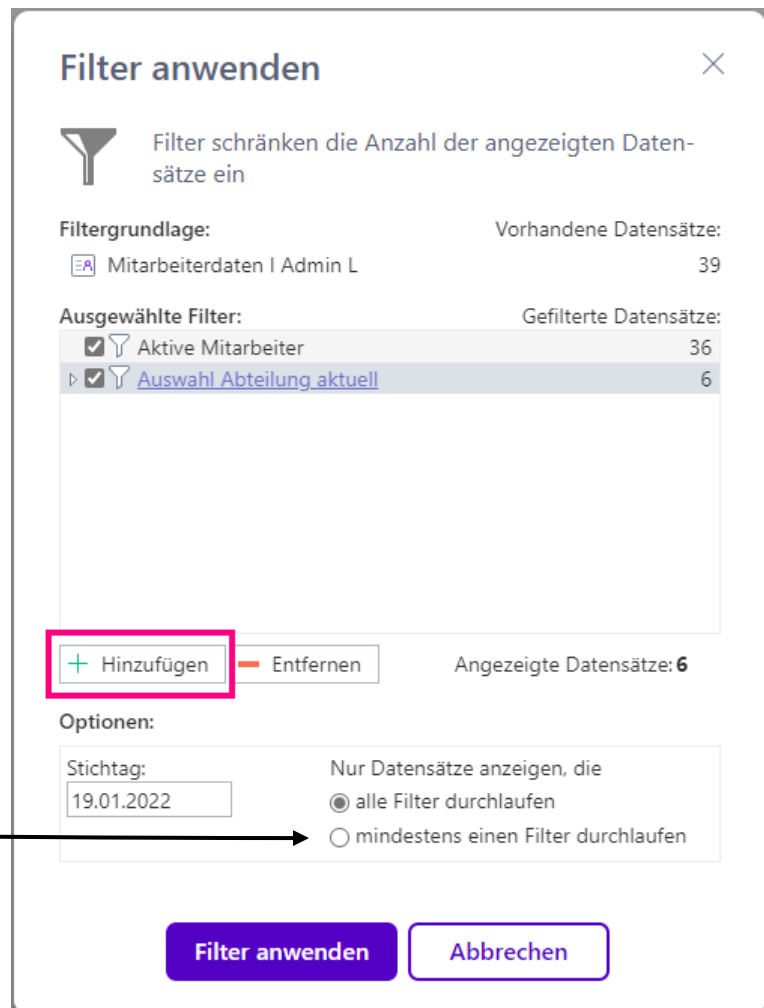 Filter anwenden
Filter schränken die Anzahl der angezeigten Daten-
sätze ein
Filtergrundlage: Vorhandene Datensätze:
Mitarbeiterdaten I Admin L 39
Ausgewählte Filter: Gefilterte Datensätze:
Aktive Mitarbeiter 36
Auswahl Abteilung aktuell 6
Hinzufügen Entfernen Angezeigte Datensätze: 6
Optionen:
Stichtag: Nur Datensätze anzeigen, die
19.01.2022 alle Filter durchlaufen
mindestens einen Filter durchlaufen
Filter anwenden Abbrechen